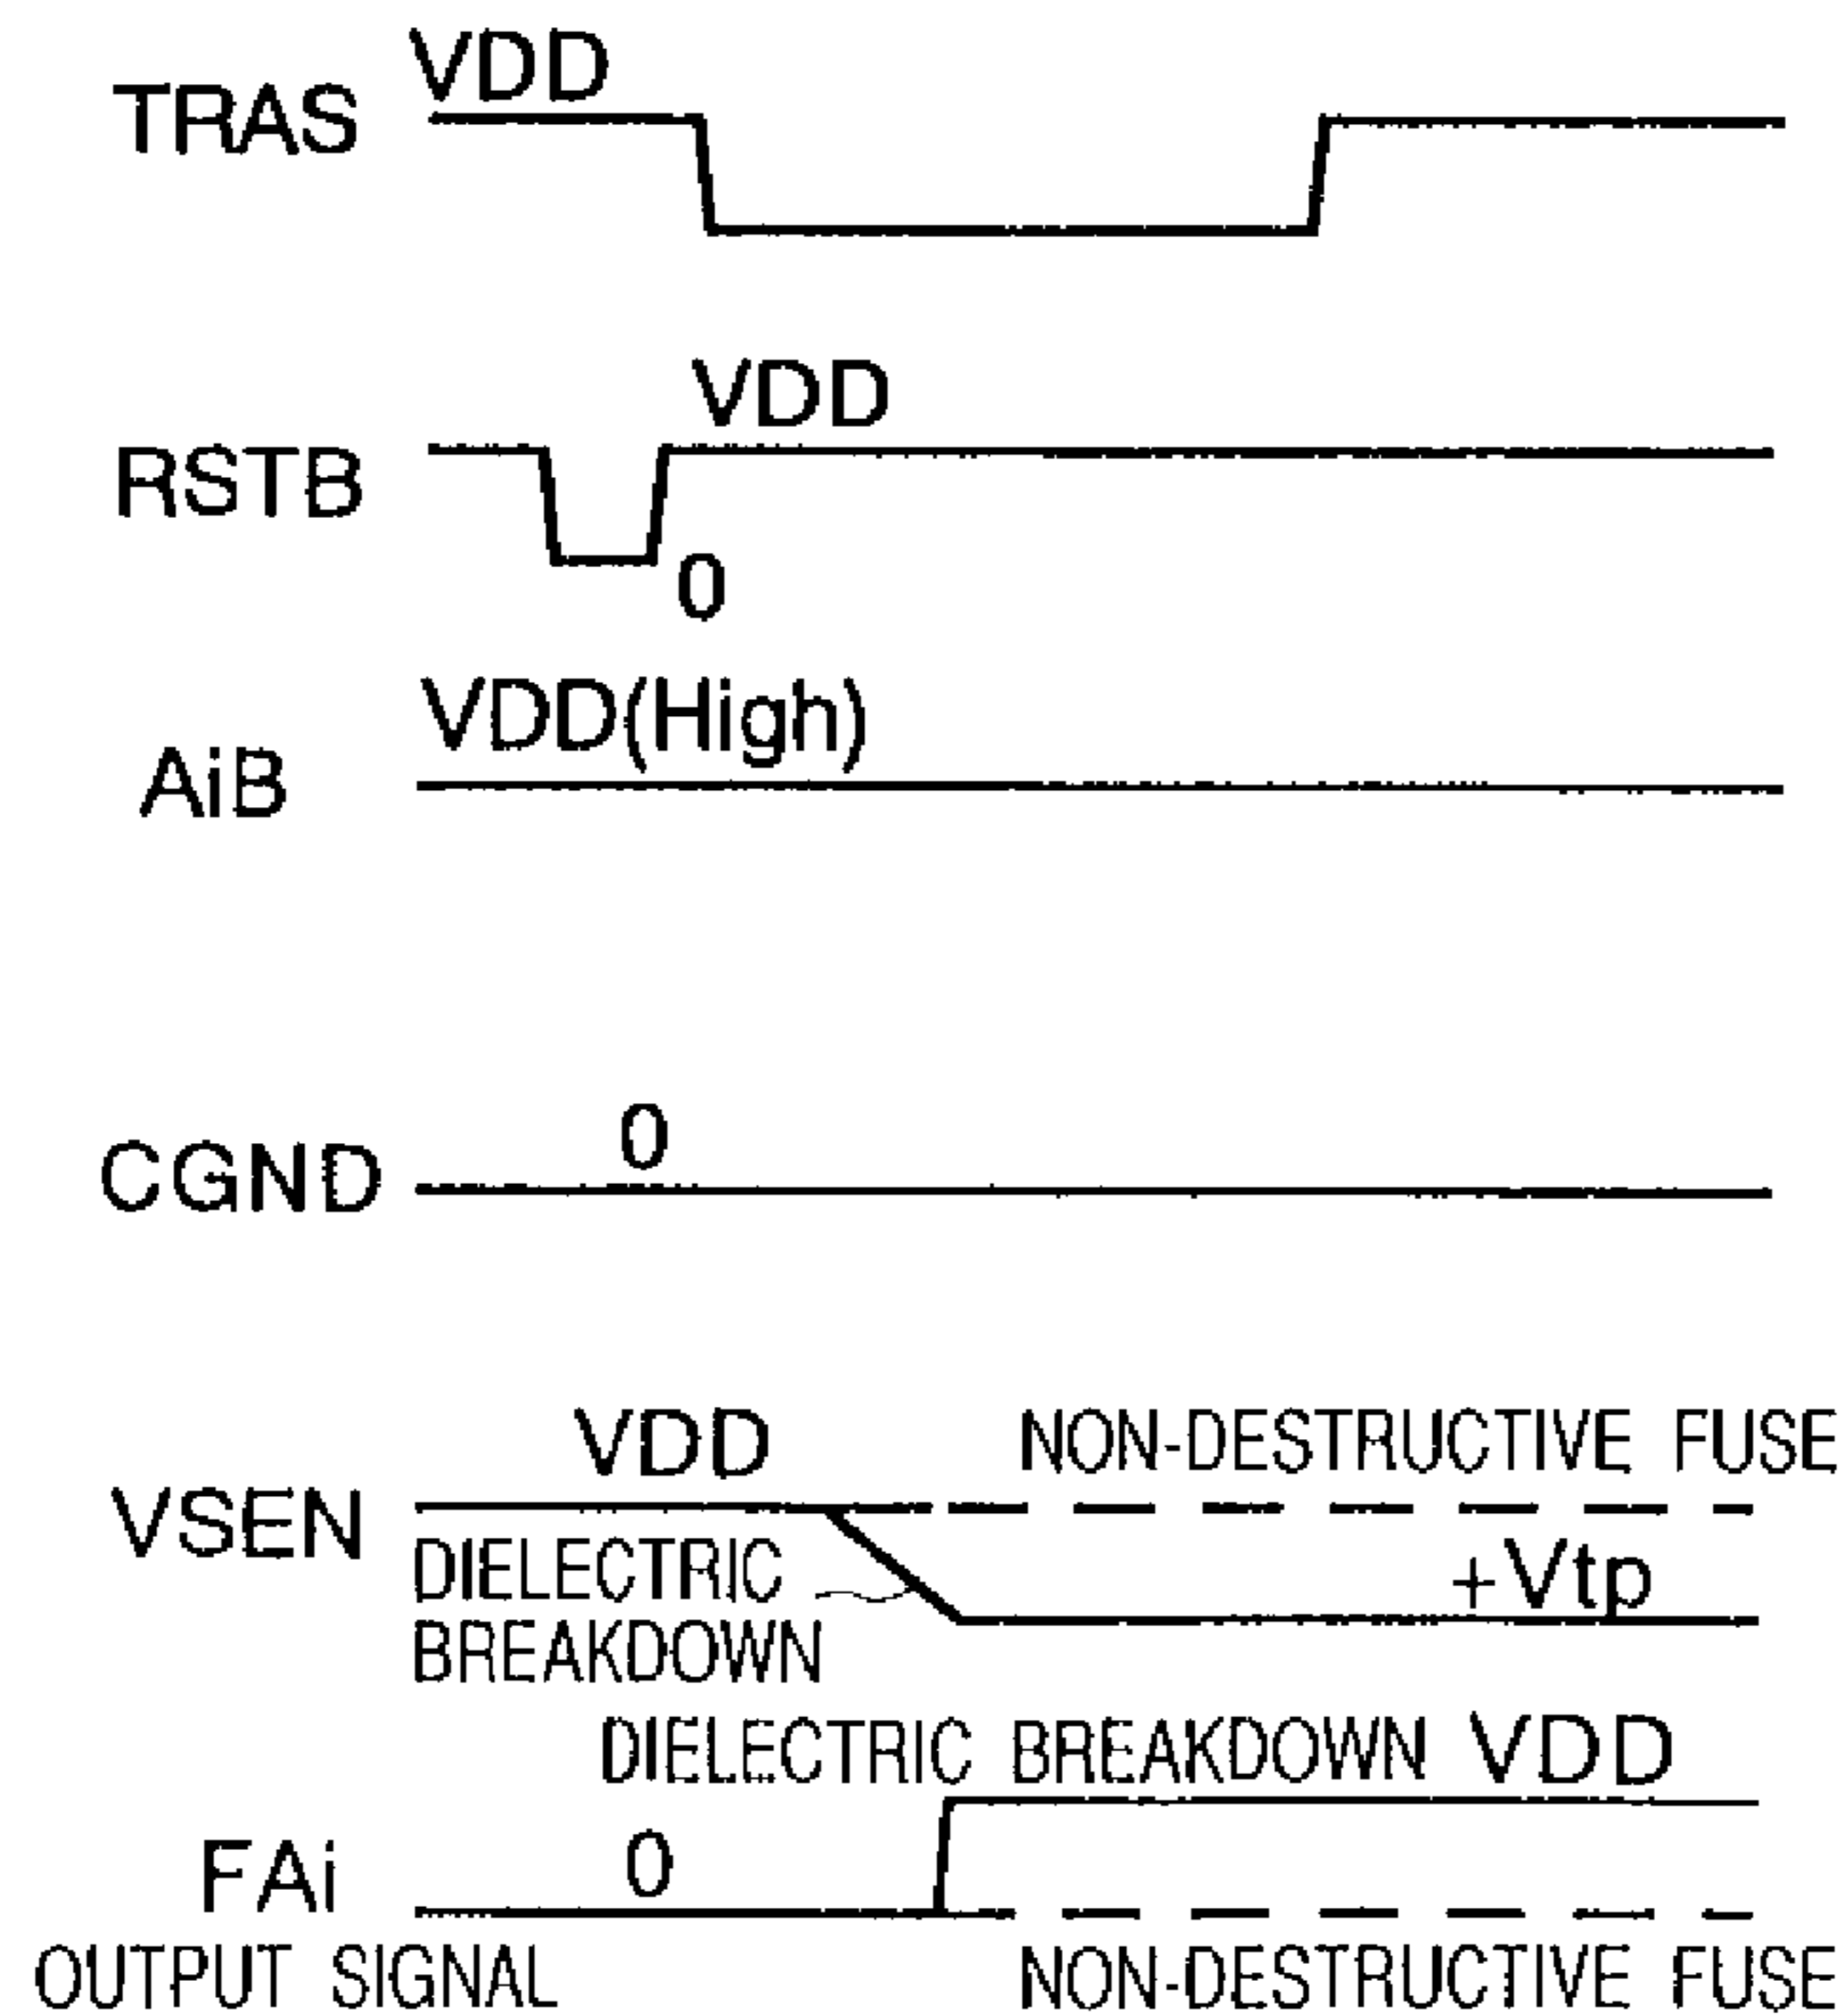 VDD
TRAS
VDD
RSTB
0
VDD(High)
AiB
0
CGND
VDD
NON-DESTRUCTIVE FUSE
VSEN
DIELECTRIC
BREAKDOWN
+Vtp
DIELECTRIC BREAKDOWN VDD
FAi
0
OUTPUT SIGNAL
NON-DESTRUCTIVE FUSE